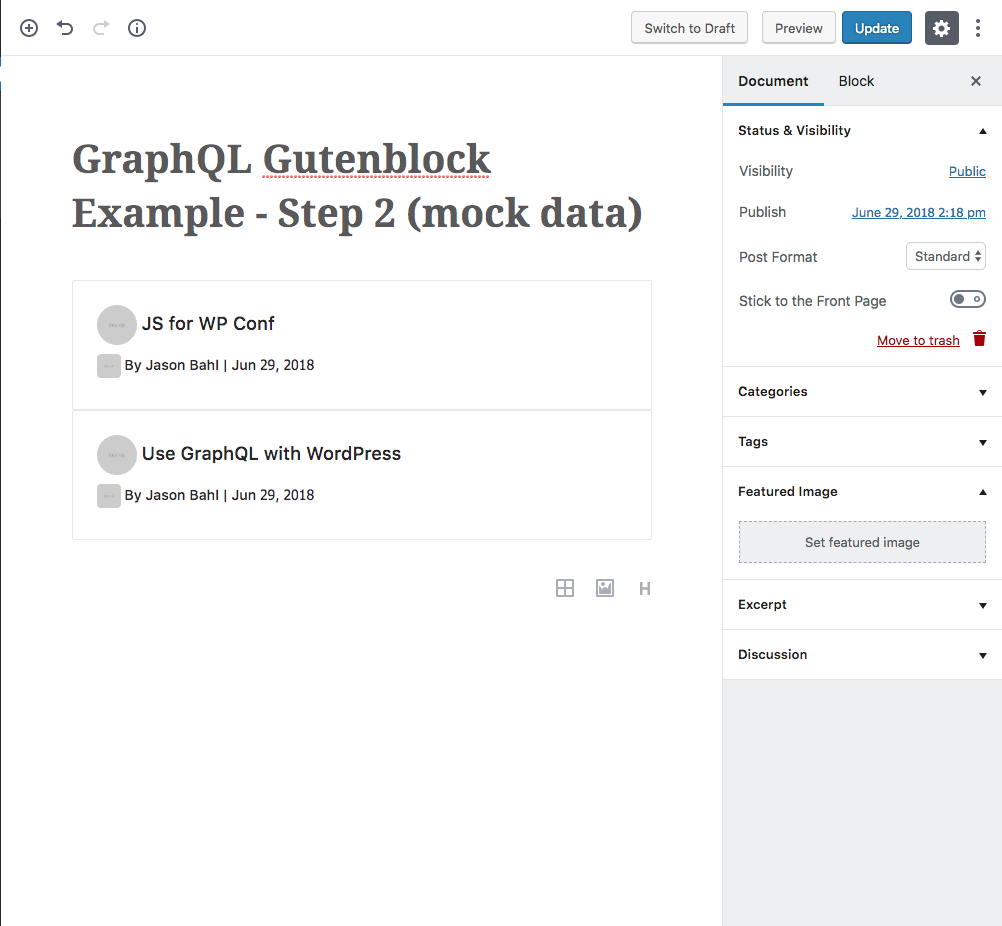 Switch to Draft
Preview
Update
Document
Block
GraphQL Gutenblock
Example - Step 2 (mock data)
JS for WP Conf
By Jason Bahl | Jun 29, 2018
Use GraphQL with WordPress
By Jason Bahl | Jun 29, 2018
Status & Visibility
Visibility
Public
Publish
June 29, 2018 2:18 pm
Post Format
Standard
Stick to the Front Page
Move to trash
Categories
Tags
Featured Image
Set featured image
Excerpt
Discussion